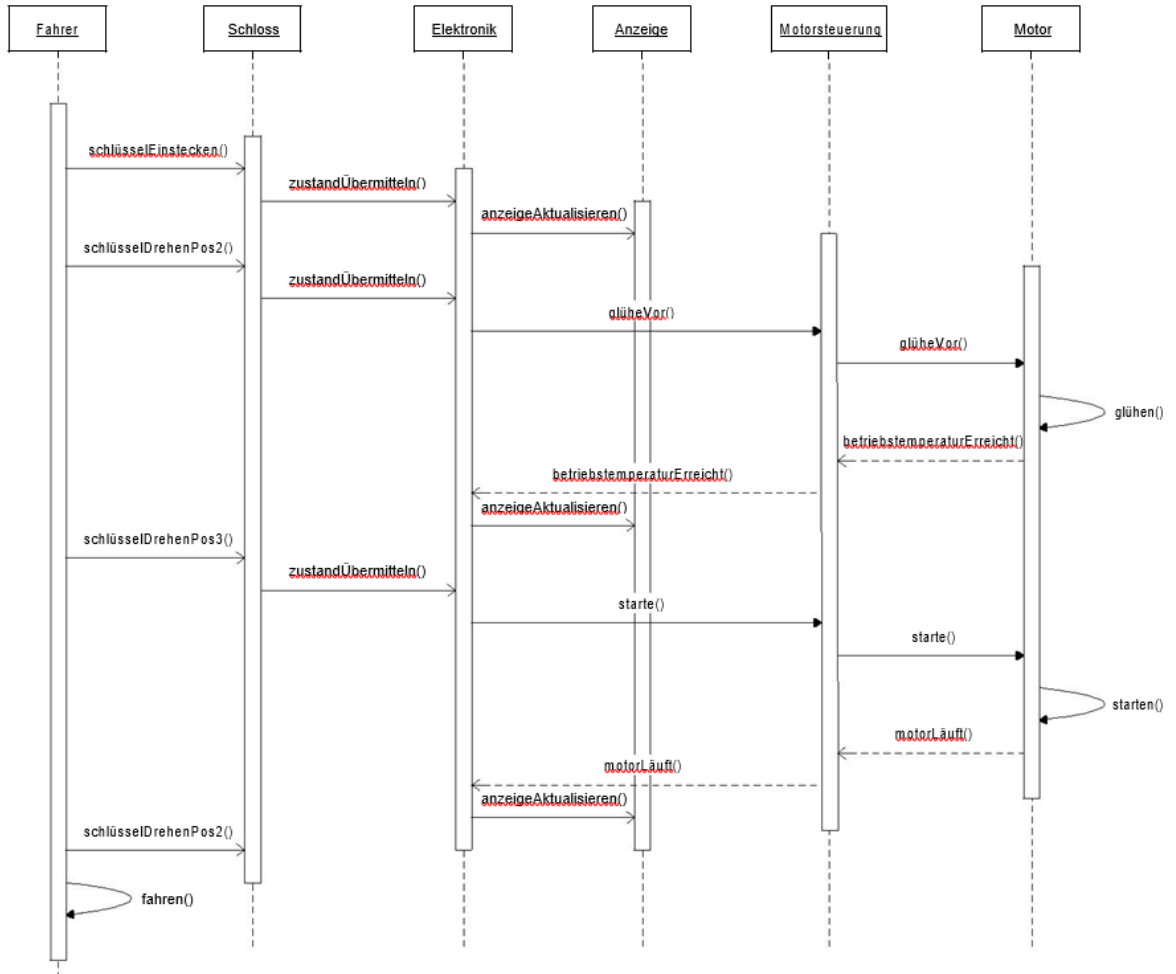 Fahrer
Schloss
Elektronik
Anzeige
Motorsteuerung
Motor
schlüsselEinstecken()
zustandÜbermitteln()
anzeigeAktualisieren()
schlüsselDrehenPos2()
zustandÜbermitteln()
glüheVor()
glüheVor()
glühen()
betriebstemperaturErreicht()
betriebstemperaturErreicht()
anzeigeAktualisieren()
schlüsselDrehenPos3()
zustandÜbermitteln()
starte()
starte()
starten()
motorLäuft()
motorLäuft()
anzeigeAktualisieren()
schlüsselDrehenPos2()
fahren()